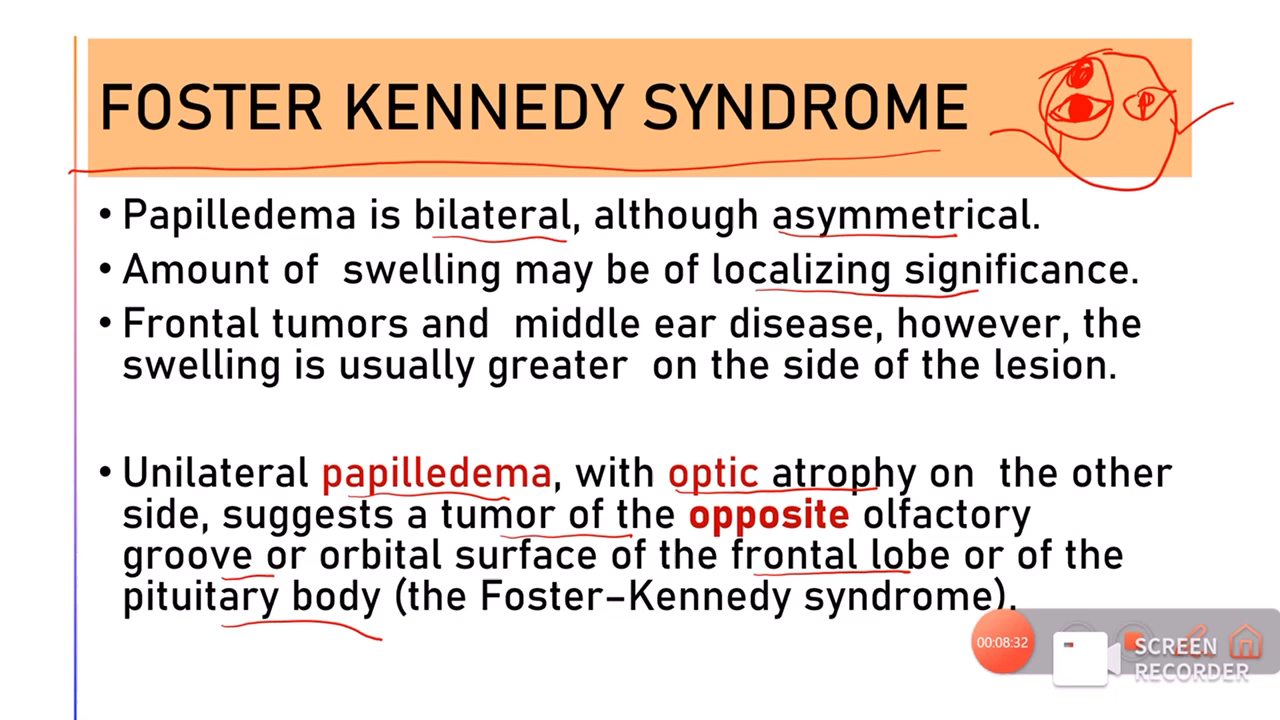 FOSTER KENNEDY SYNDROME
• Papilledema is bilateral, although asymmetrical.
• Amount of swelling may be of localizing significance.
• Frontal tumors and middle ear disease, however, the
swelling is usually greater on the side of the lesion.
• Unilateral papilledema, with optic atrophy on the other
side, suggests a tumor of the opposite olfactory
groove or orbital surface of the frontal lobe or of the
pituitary body (the Foster–Kennedy syndrome).
00:08:32
SCREEN
RECORDER